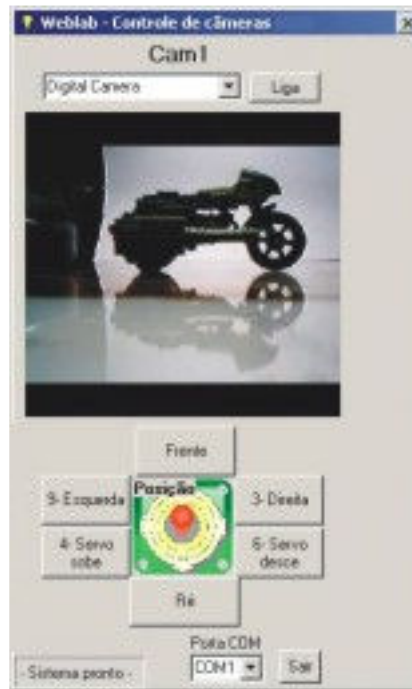 Weblab - Controle de câmeras
Cam1
Digital Camera
Liga
Frente
9- Esquerda
Posição
3- Direita
4- Servo
sobe
6- Servo
desce
Ré
Porta COM
- Sistema pronto -
COM1
Sair